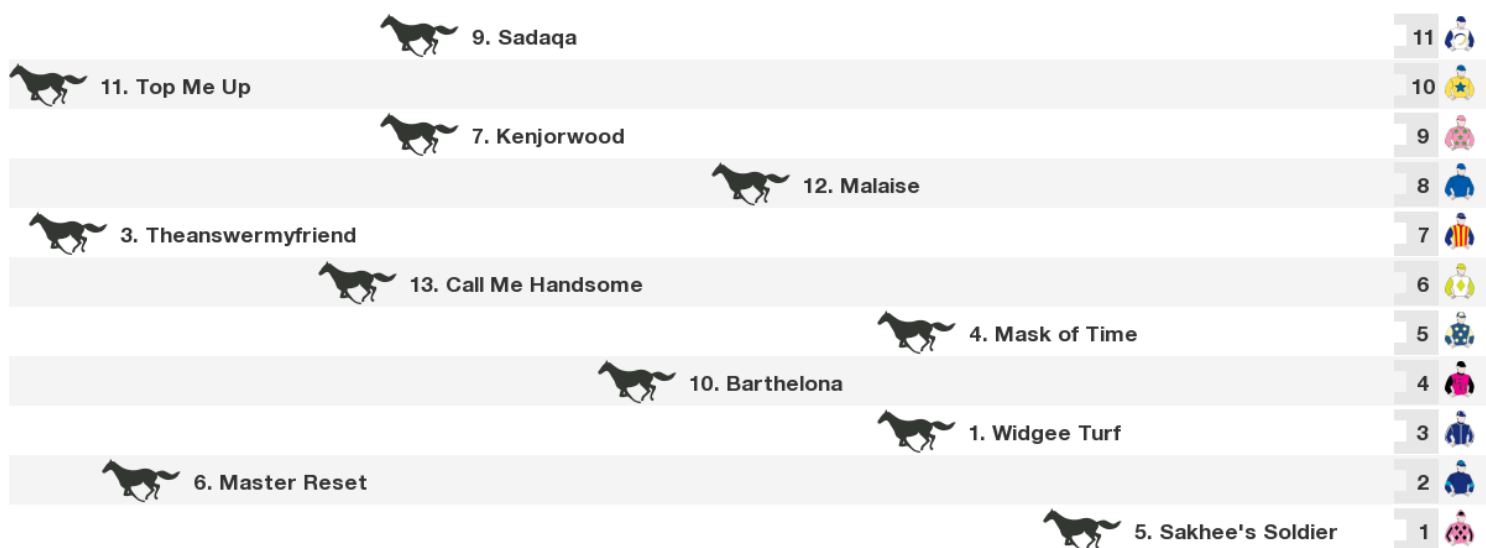 9. Sadaqa 11
11. Top Me Up 10
7. Kenjorwood 9
12. Malaise 8
3. Theanswermyfriend 7
13. Call Me Handsome 6
4. Mask of Time 5
10. Barthelona 4
1. Widgee Turf 3
6. Master Reset 2
5. Sakhee's Soldier 1